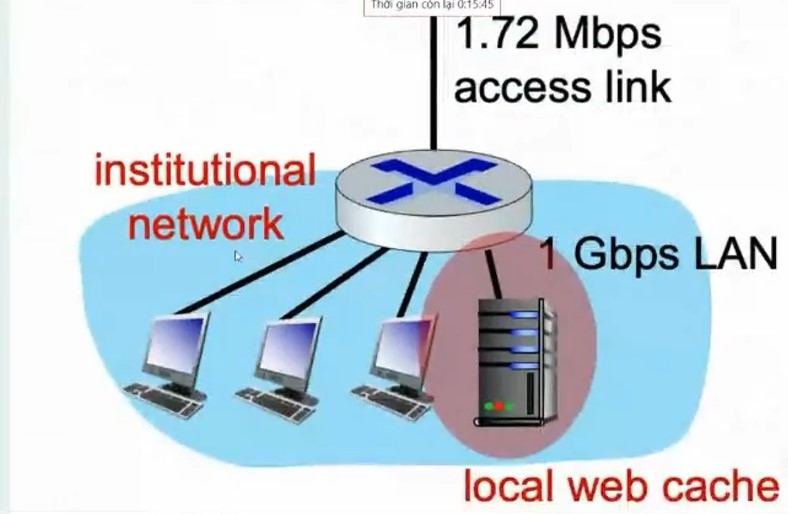 Thời gian còn lại 0:15:45
1.72 Mbps
access link
institutional
network
1 Gbps LAN
local web cache